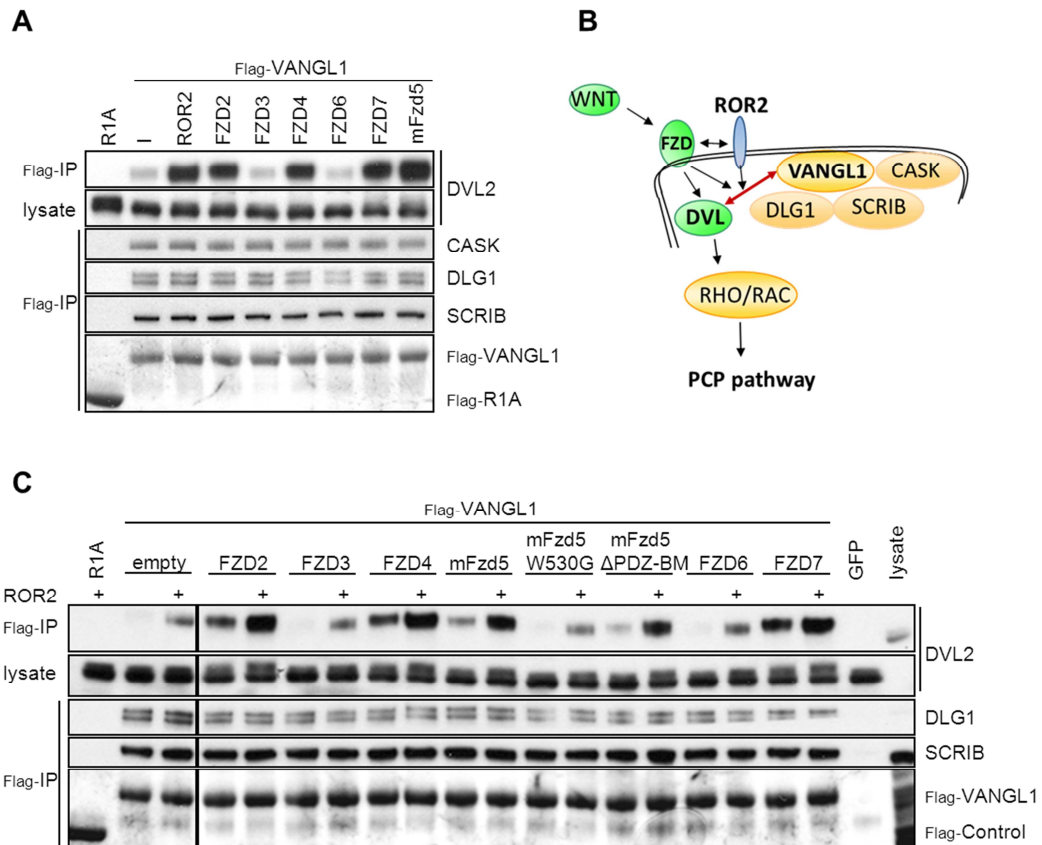 A
Flag-VANGL1
R1A
I
ROR2
FZD2
FZD3
FZD4
FZD6
FZD7
mFzd5
Flag-IP
DVL2
lysate
CASK
DLG1
Flag-IP
SCRIB
Flag-VANGL1
Flag-R1A
B
WNT
ROR2
FZD
VANGL1 CASK
DLG1 SCRIB
DVL
RHO/RAC
PCP pathway
C
Flag-VANGL1
R1A
empty FZD2 FZD3 FZD4 mFzd5
mFzd5 W530G
mFzd5 ΔPDZ-BM
FZD6 FZD7
GFP
lysate
ROR2 + + + + + + + + +
Flag-IP
DVL2
lysate
DLG1
SCRIB
Flag-IP
Flag-VANGL1
Flag-Control